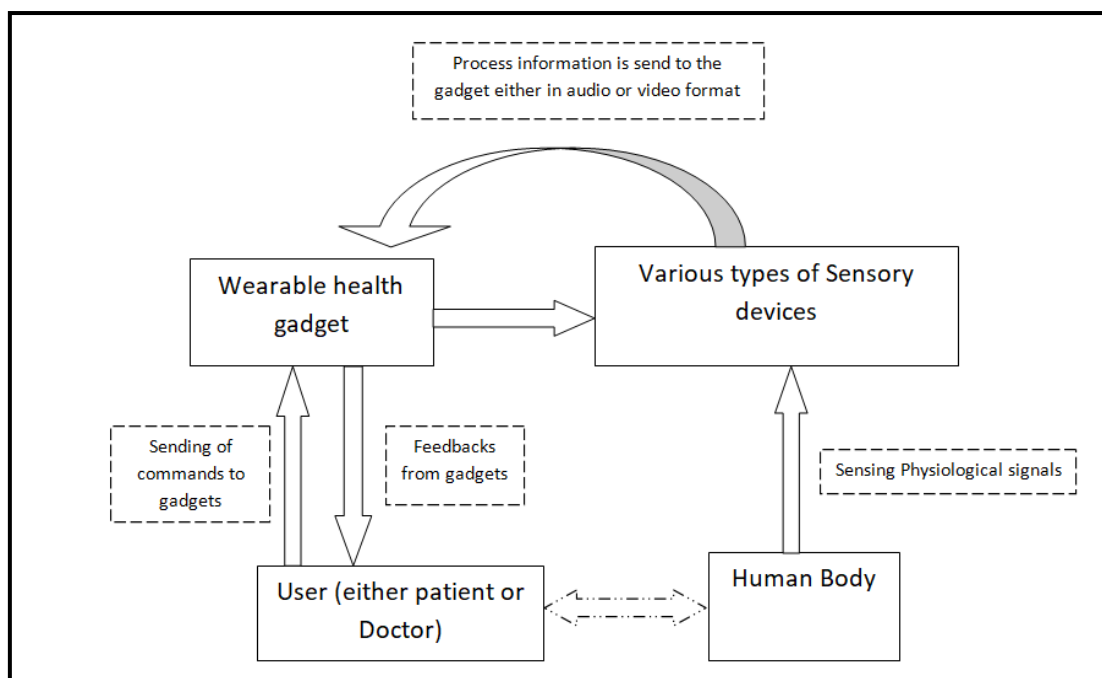 Process information is send to the
gadget either in audio or video format
Wearable health
gadget
Various types of Sensory
devices
Sending of
commands to
gadgets
Feedbacks
from gadgets
Sensing Physiological signals
User (either patient or
Doctor)
Human Body